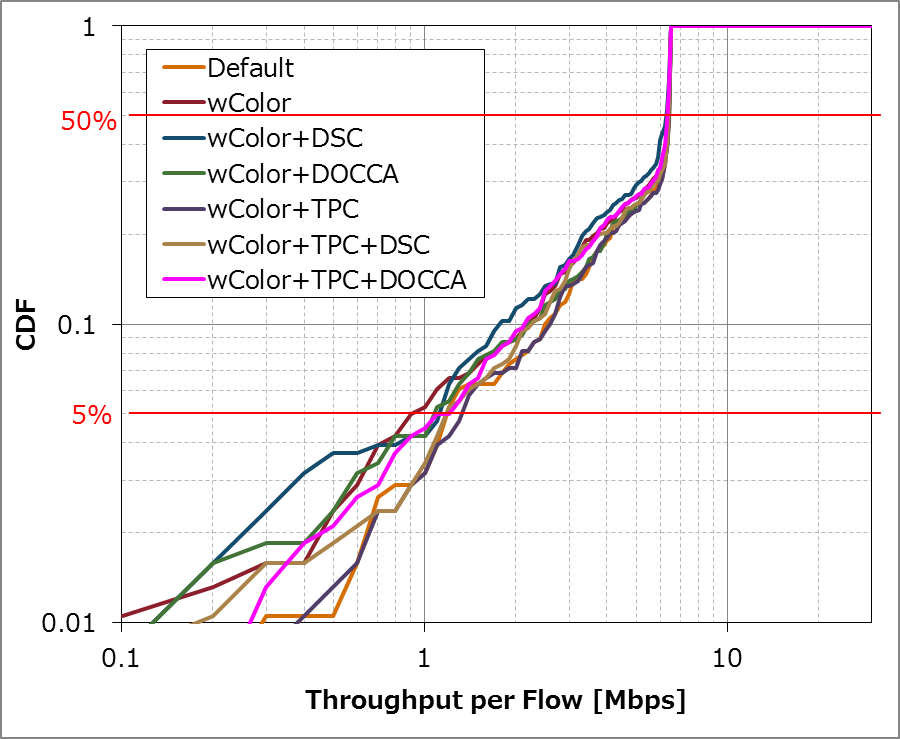 1
Default
wColor
50%
wColor+DSC
wColor+DOCCA
wColor+TPC
wColor+TPC+DSC
wColor+TPC+DOCCA
CDF
0.1
5%
0.01
0.1 1 10
Throughput per Flow [Mbps]